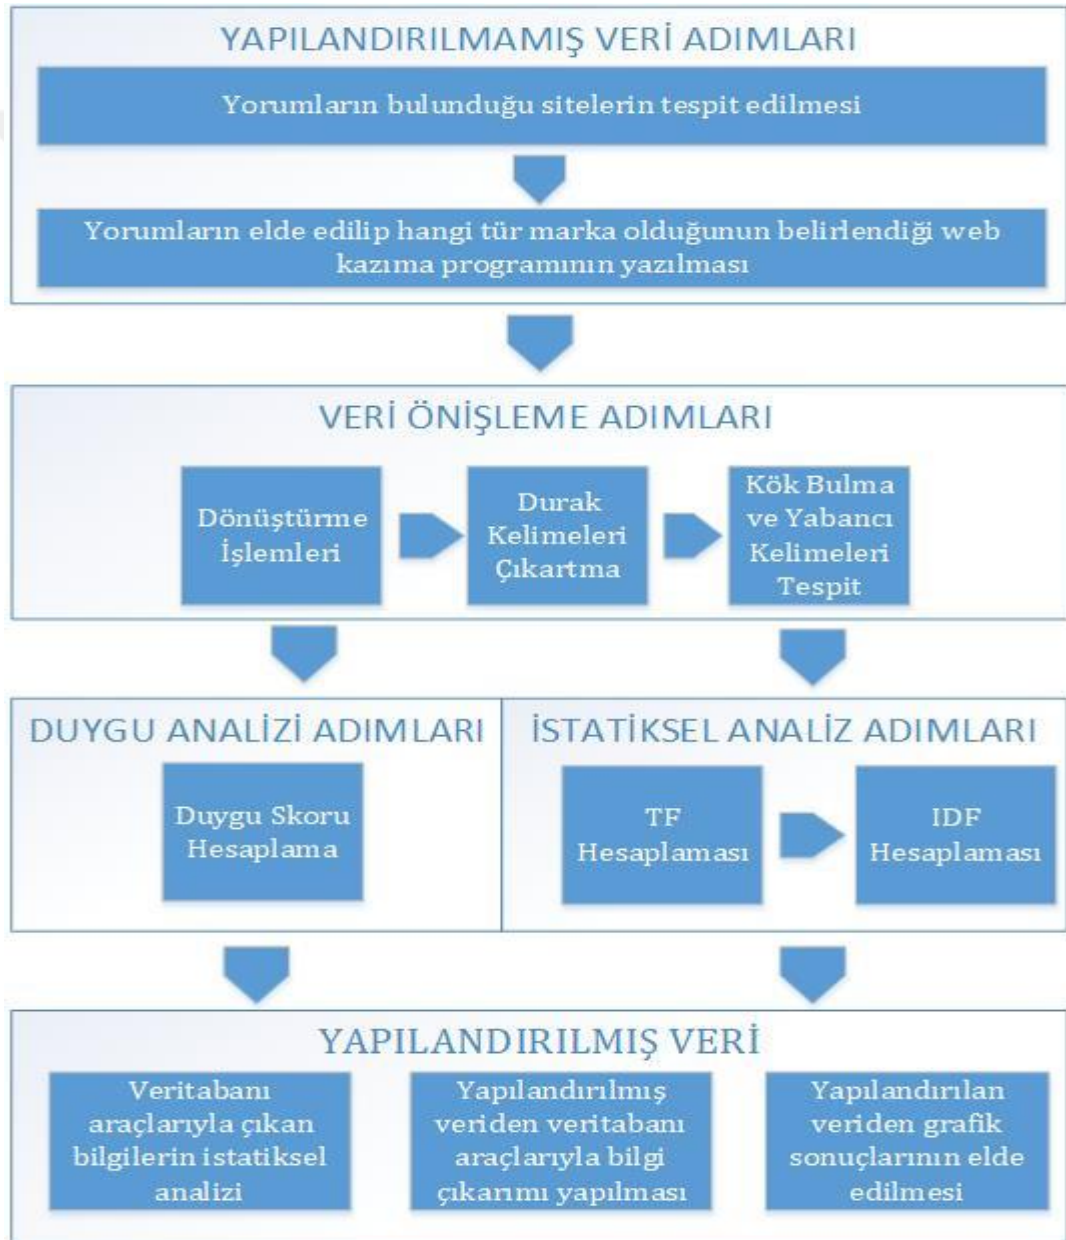 YAPILANDIRILMAMIŞ VERİ ADIMLARI
Yorumların bulunduğu sitelerin tespit edilmesi
Yorumların elde edilip hangi tür marka olduğunun belirlendiği web
kazıma programının yazılması
VERİ ÖNİŞLEME ADIMLARI
Dönüştürme
İşlemleri
Durak
Kelimeleri
Çıkartma
Kök Bulma
ve Yabancı
Kelimeleri
Tespit
DUYGU ANALİZİ ADIMLARI
Duygu Skoru
Hesaplama
İSTATİKSEL ANALİZ ADIMLARI
TF
Hesaplaması
IDF
Hesaplaması
YAPILANDIRILMIŞ VERİ
Veritabanı
araçlarıyla çıkan
bilgilerin istatiksel
analizi
Yapılandırılmış
veriden veritabanı
araçlarıyla bilgi
çıkarımı yapılması
Yapılandırılan
veriden grafik
sonuçlarının elde
edilmesi